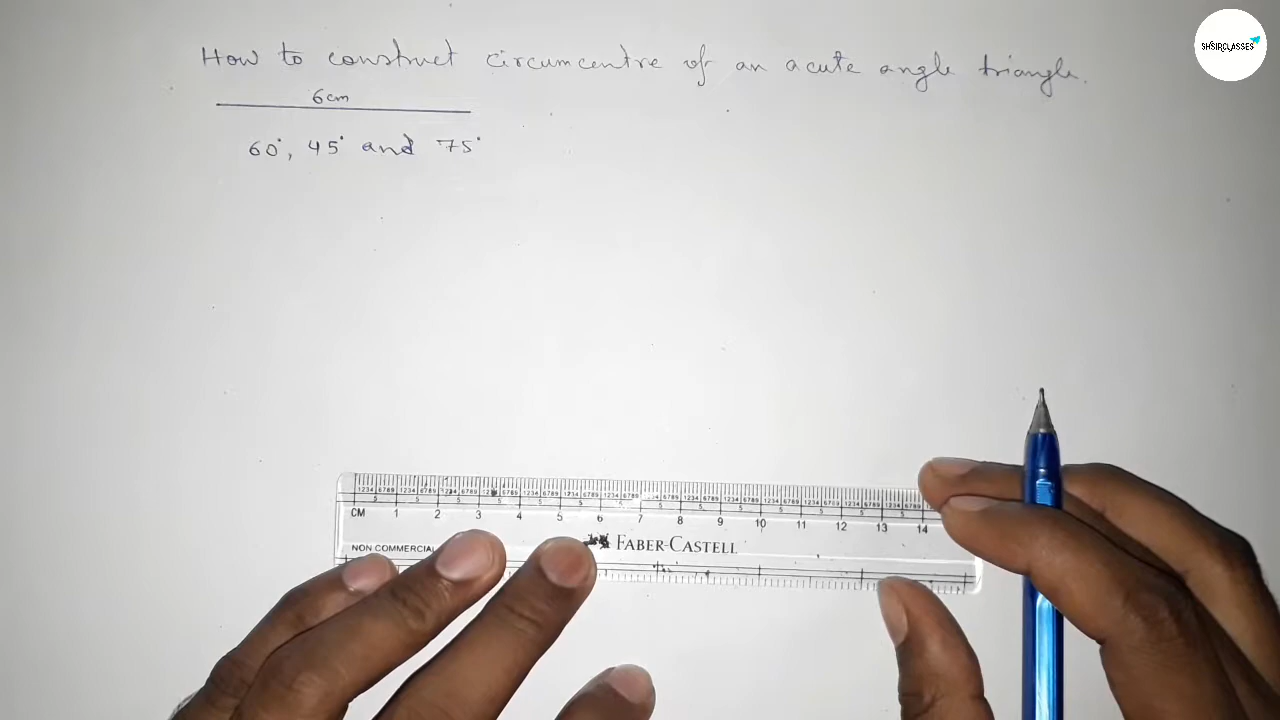 How to construct circumcentre of an acute angle triangle.
SHSIRCLASSES
6cm
60°, 45° and 75°
CM 1 2 3 4 5 6 7 8 9 10 11 12 13 14
NON COMMERCIAL
FABER-CASTELL